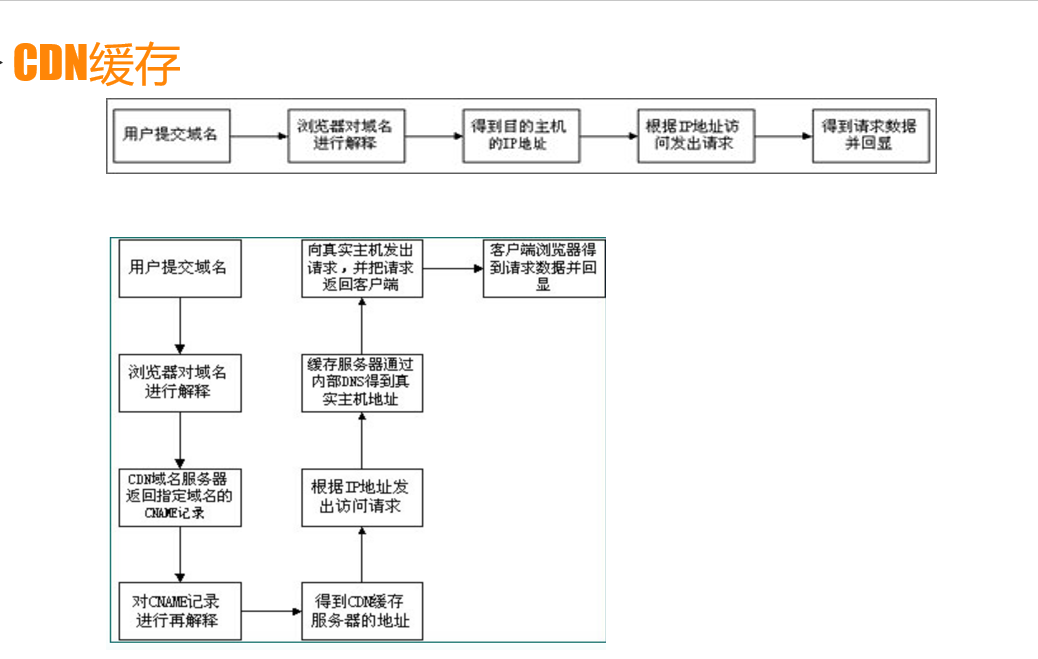 CDN缓存
用户提交域名
浏览器对域名
进行解释
得到目的主机
的IP地址
根据IP地址访
问发出请求
得到请求数据
并回显
用户提交域名
浏览器对域名
进行解释
CDN域名服务器
返回指定域名的
CNAME记录
对CNAME记录
进行再解释
得到CDN缓存
服务器的地址
根据IP地址发
出访问请求
缓存服务器通过
内部DNS得到真
实主机地址
向真实主机发出
请求，并把请求
返回客户端
客户端浏览器得
到请求数据并回
显